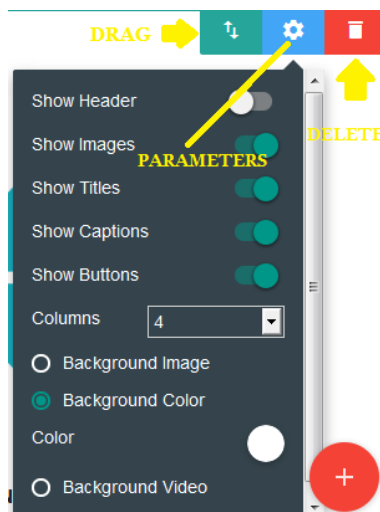 DRAG
Show Header
Show Images
DELETE
PARAMETERS
Show Titles
Show Captions
Show Buttons
Columns 4
Background Image
Background Color
Color
Background Video